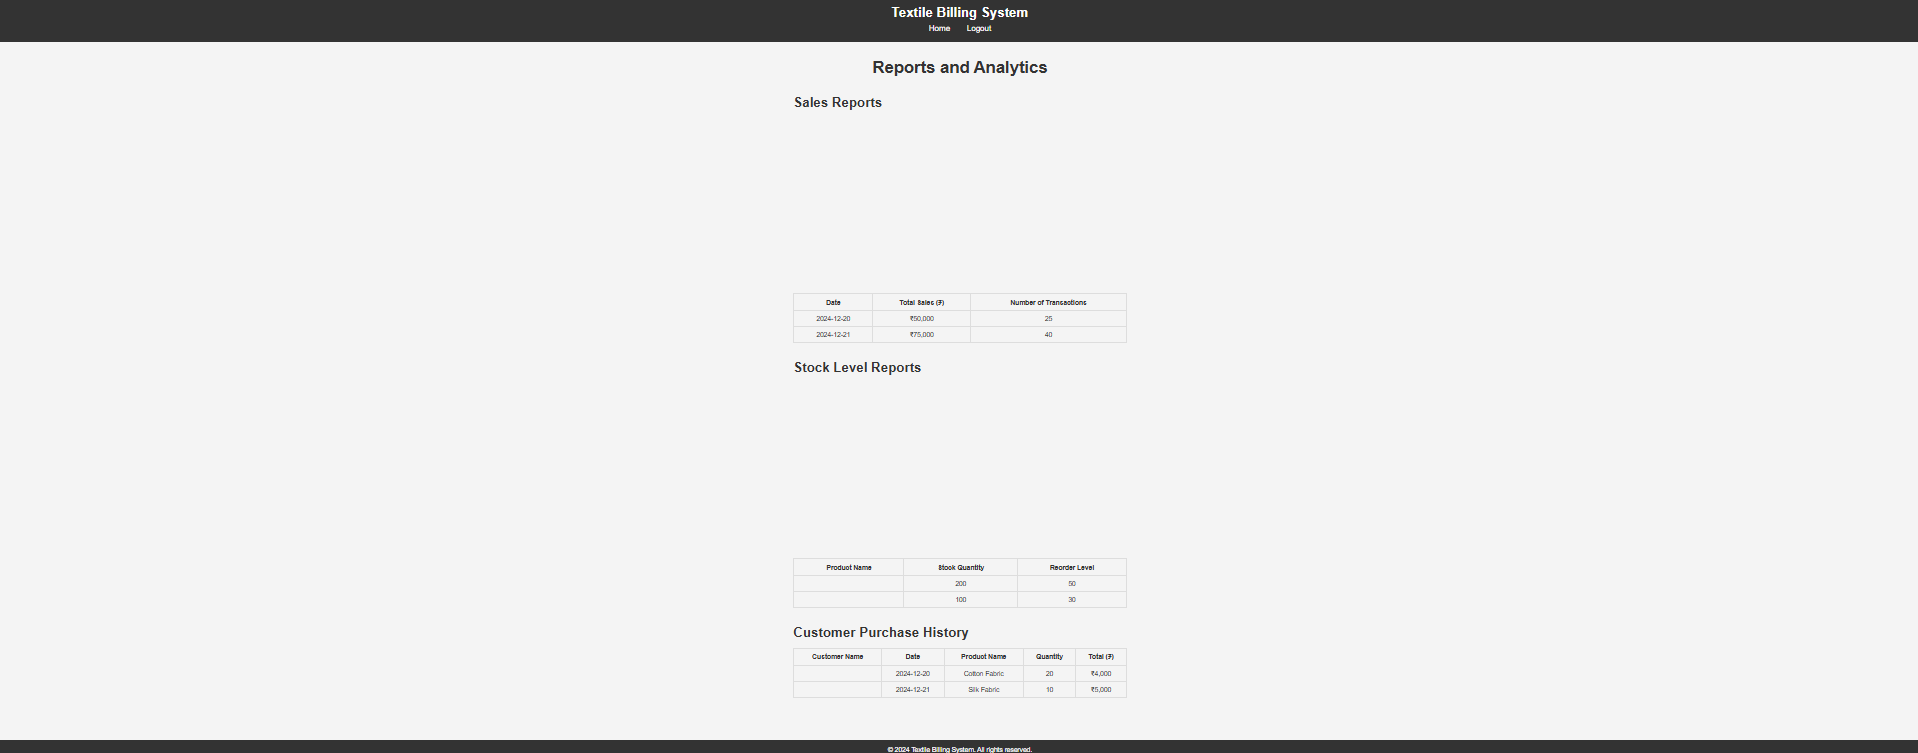 Textile Billing System
Home Logout
Reports and Analytics
Sales Reports
Date Total Sales (₹) Number of Transactions
2024-12-20 ₹50,000 25
2024-12-21 ₹75,000 40
Stock Level Reports
Product Name Stock Quantity Reorder Level
200 50
100 30
Customer Purchase History
Customer Name Date Product Name Quantity Total (₹)
2024-12-20 Cotton Fabric 20 ₹4,000
2024-12-21 Silk Fabric 10 ₹5,000
© 2024 Textile Billing System. All rights reserved.